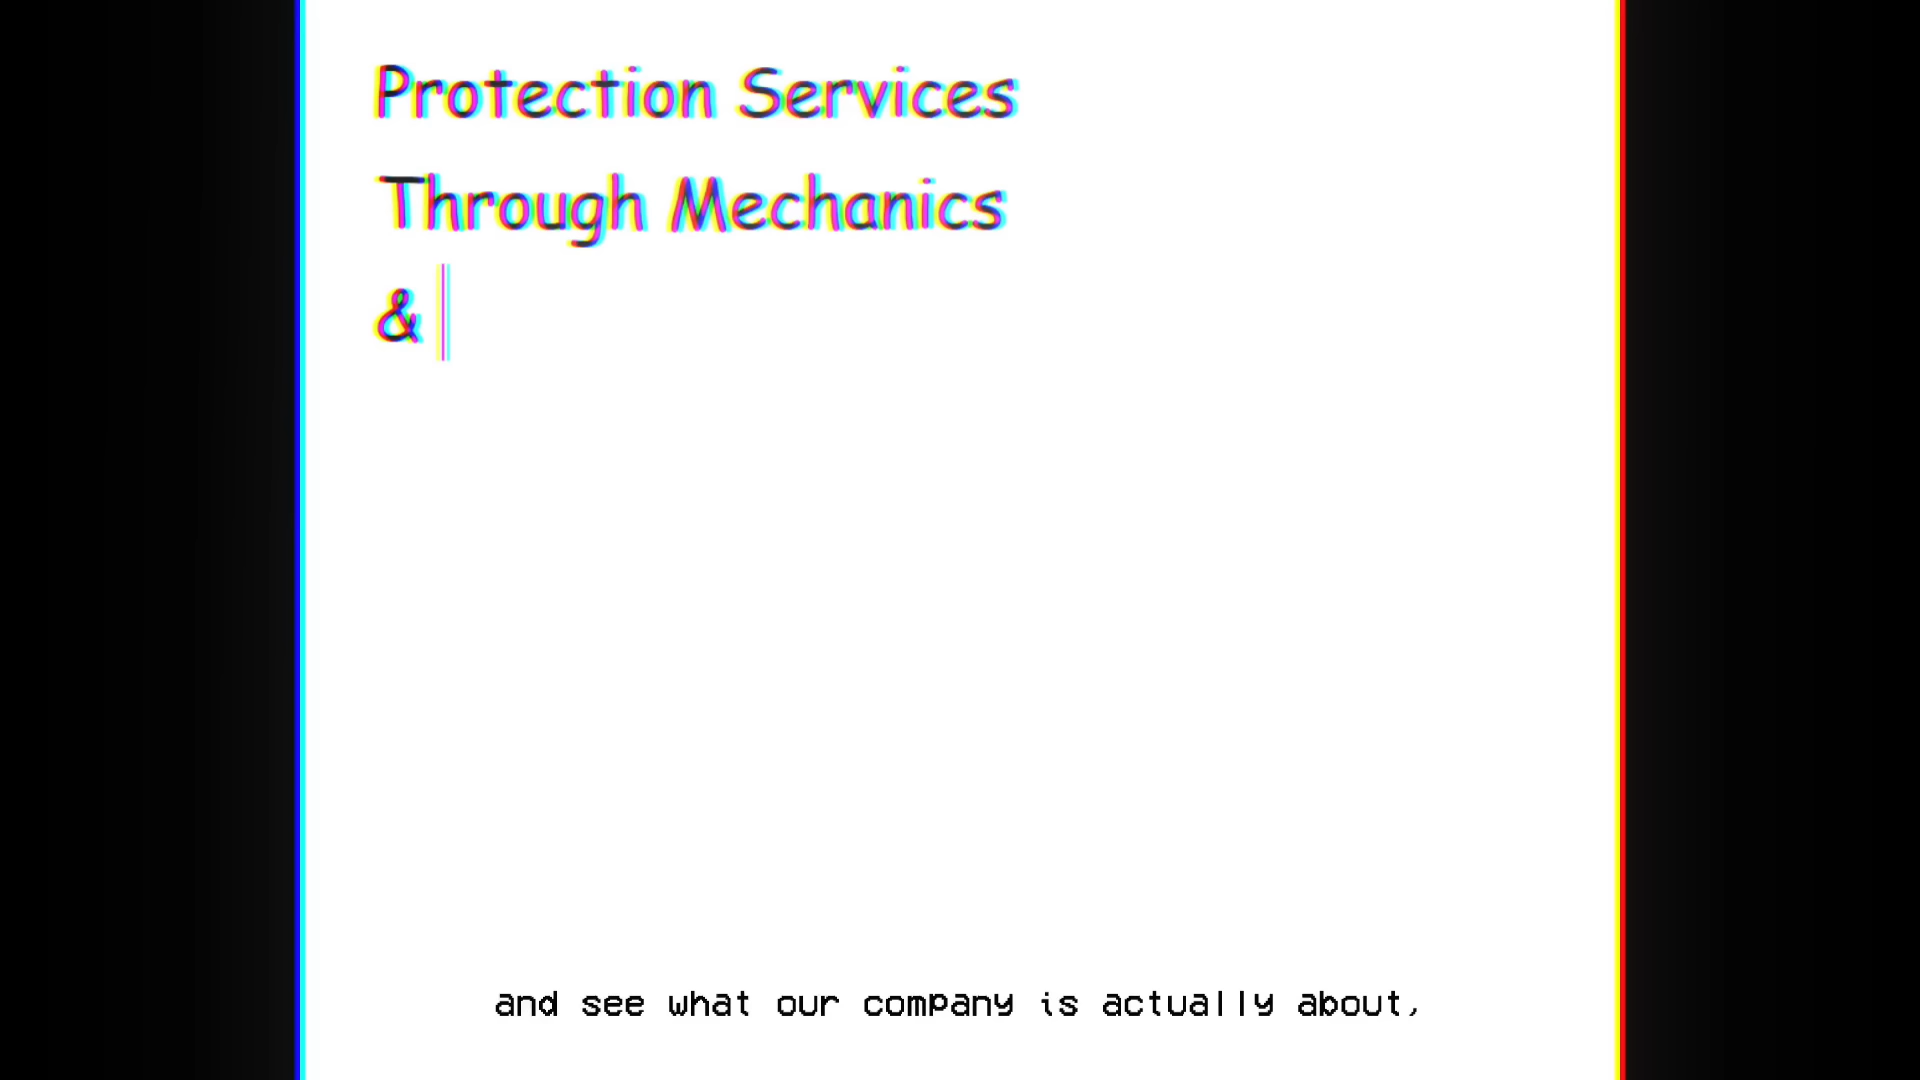 Protection Services
Through Mechanics
&
and see what our company is actually about,